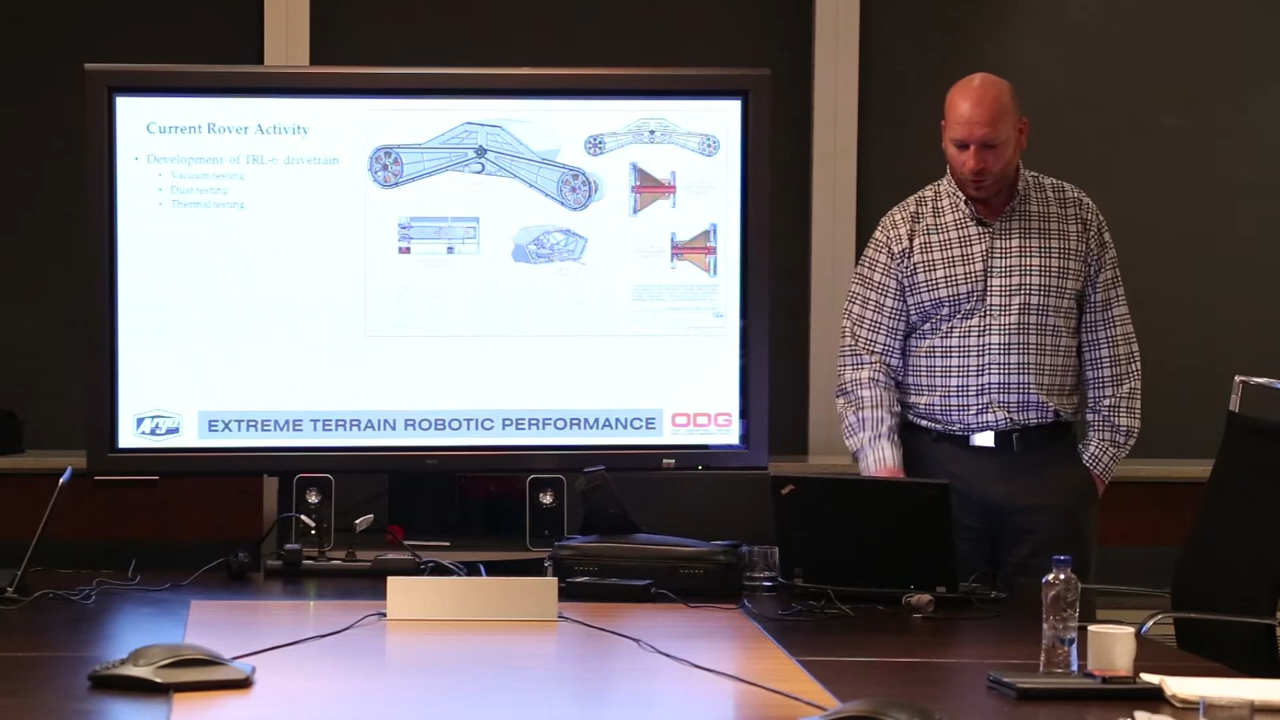 Current Rover Activity
• Development of TRL-6 drivetrain
• Vacuum testing
• Dust testing
• Thermal testing
Argo
EXTREME TERRAIN ROBOTIC PERFORMANCE
ODG